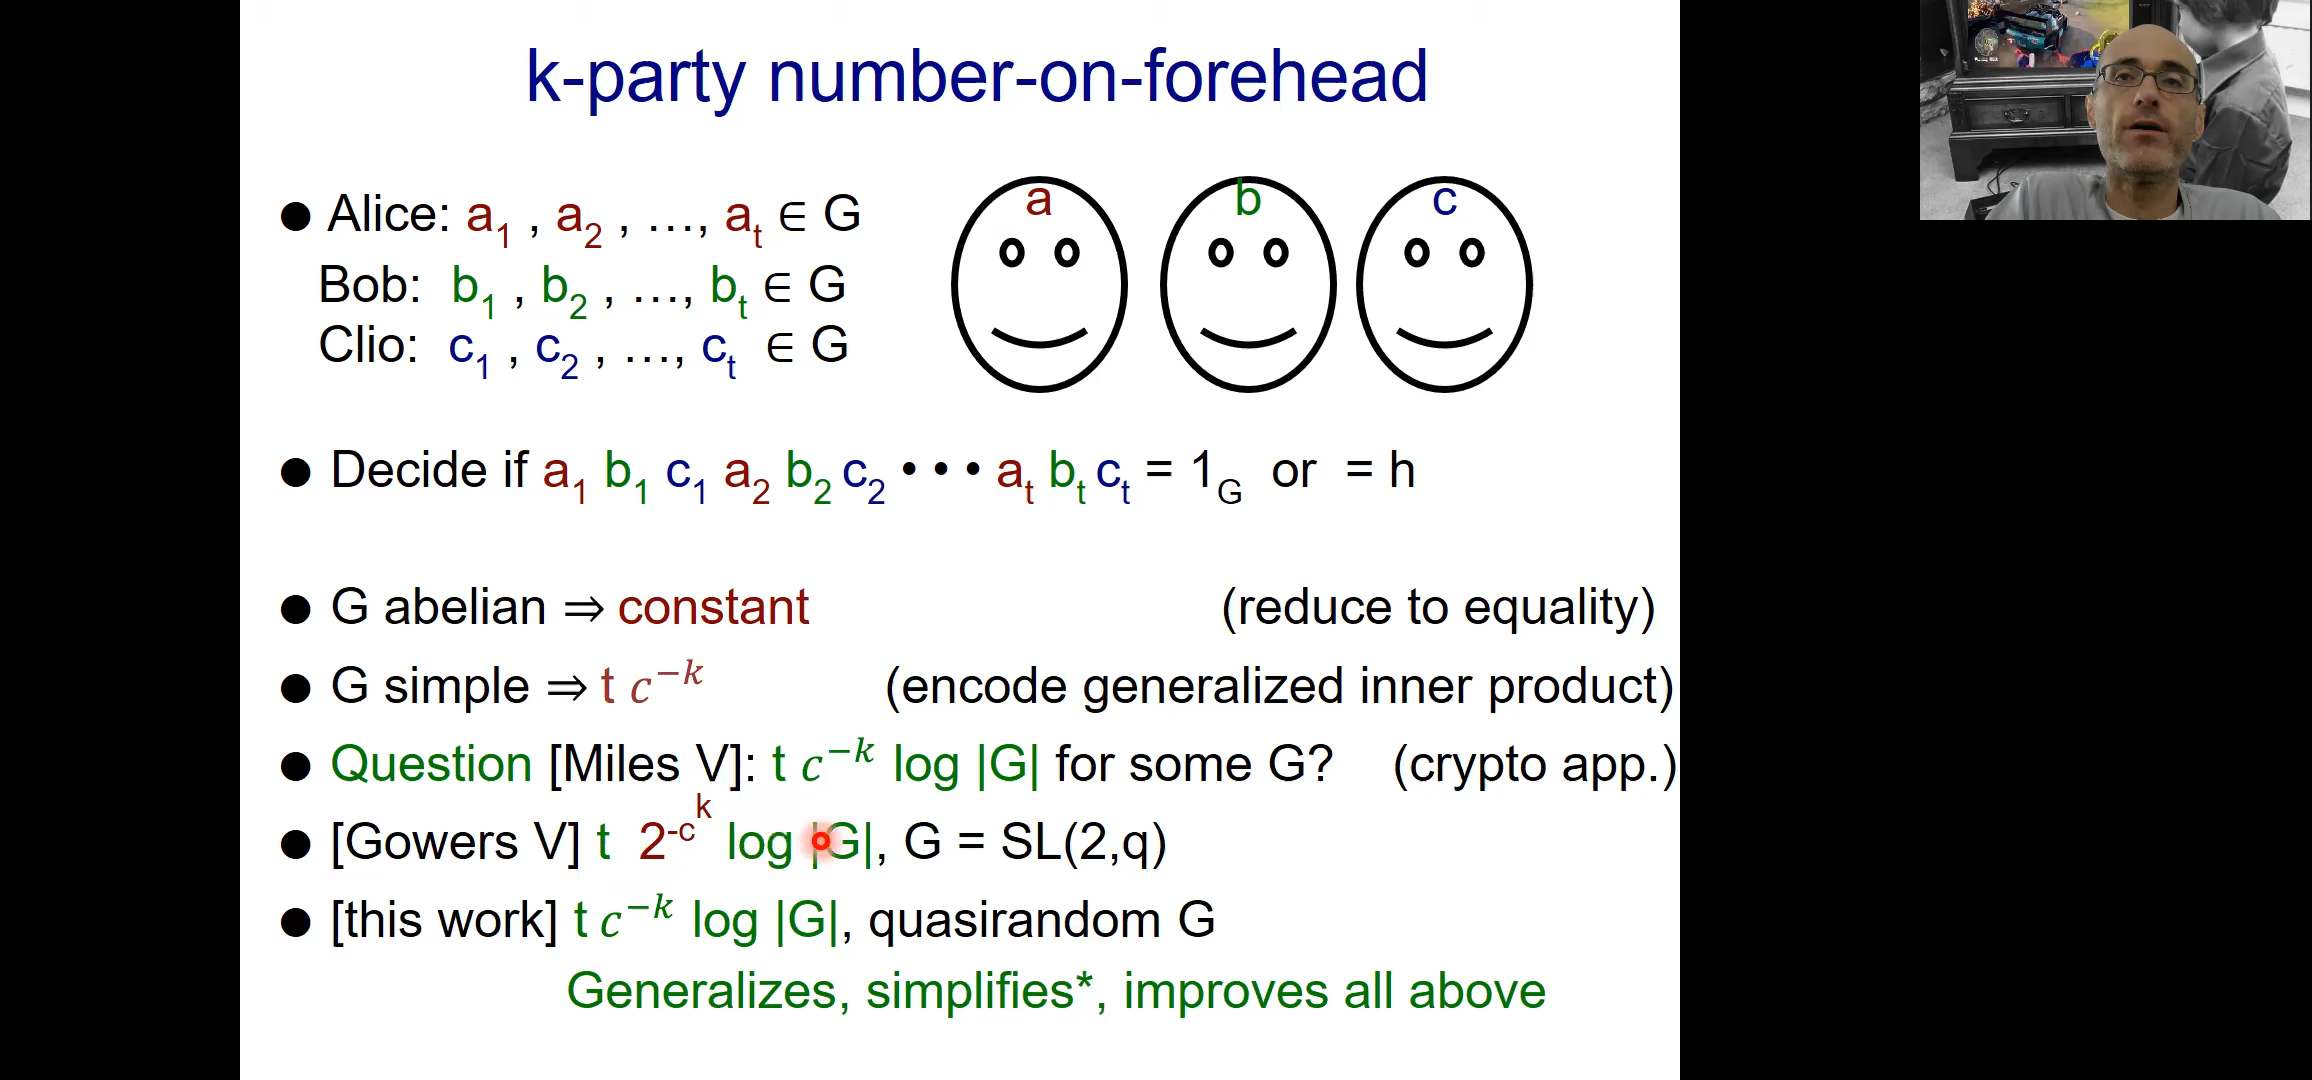 k-party number-on-forehead
● Alice: a₁ , a₂ , …, aₜ ∈ G
Bob: b₁ , b₂ , …, bₜ ∈ G
Clio: c₁ , c₂ , …, cₜ ∈ G
a b c
● Decide if a₁ b₁ c₁ a₂ b₂ c₂ • • • aₜ bₜ cₜ = 1_G or = h
● G abelian ⇒ constant (reduce to equality)
● G simple ⇒ t c^{-k} (encode generalized inner product)
● Question [Miles V]: t c^{-k} log |G| for some G? (crypto app.)
● [Gowers V] t 2^{-c^k} log |G|, G = SL(2,q)
● [this work] t c^{-k} log |G|, quasirandom G
Generalizes, simplifies*, improves all above